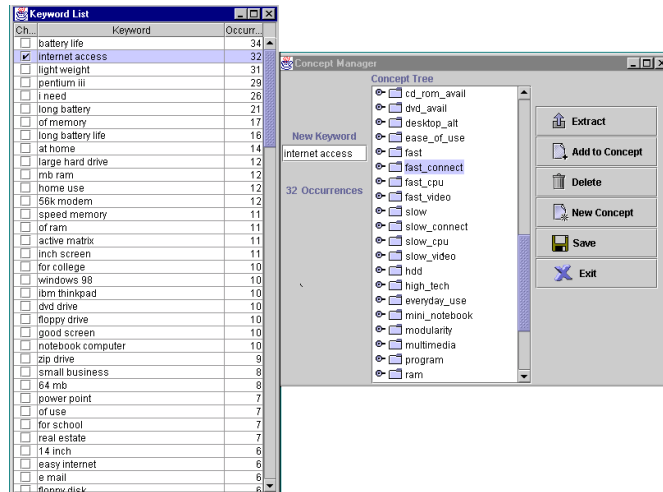 Keyword List
Ch... Keyword Occurr...
battery life 34
internet access 32
light weight 31
pentium iii 29
i need 26
long battery 21
of memory 17
long battery life 16
at home 14
large hard drive 12
mb ram 12
home use 12
56k modem 12
speed memory 11
of ram 11
active matrix 11
inch screen 11
for college 10
windows 98 10
ibm thinkpad 10
dvd drive 10
floppy drive 10
good screen 10
notebook computer 10
zip drive 9
small business 8
64 mb 8
power point 7
of use 7
for school 7
real estate 7
14 inch 6
easy internet 6
e mail 6
floppy disk 6
Concept Manager
New Keyword
internet access
32 Occurrences
Concept Tree
cd_rom_avail
dvd_avail
desktop_alt
ease_of_use
fast
fast_connect
fast_cpu
fast_video
slow
slow_connect
slow_cpu
slow_video
hdd
high_tech
everyday_use
mini_notebook
modularity
multimedia
program
ram
Extract
Add to Concept
Delete
New Concept
Save
Exit